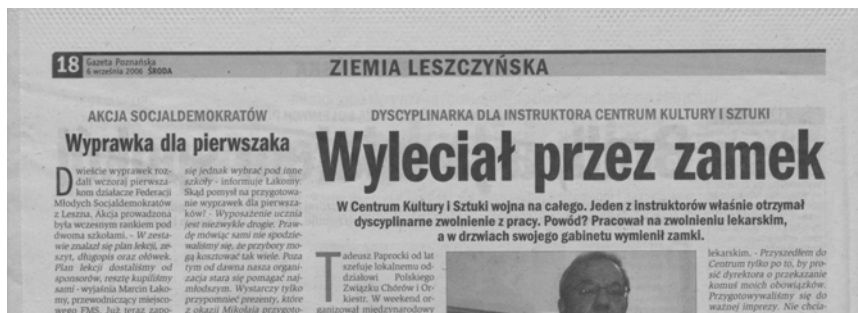 18
Gazeta Poznańska
6 września 2006 ŚRODA
ZIEMIA LESZCZYŃSKA
AKCJA SOCJALDEMOKRATÓW
Wyprawka dla pierwszaka
Dwieście wyprawek roz-
dali wczoraj pierwsza-
kom działacze Federacji
Młodych Socjaldemokratów
z Leszna. Akcja prowadzona
była wczesnym rankiem pod
dwoma szkołami. - W zesta-
wie znalazł się plan lekcji, ze-
szyt, długopis oraz ołówek.
Plan lekcji dostaliśmy od
sponsorów, resztę kupiliśmy
sami - wyjaśnia Marcin Łako-
my, przewodniczący miejsco-
wego FMS. Już teraz zapo-
się jednak wybrać pod inne
szkoły - informuje Łakomy.
Skąd pomysł na przygotowa-
nie wyprawek dla pierwsza-
ków? - Wyposażenie ucznia
jest niezwykle drogie. Praw-
dę mówiąc sami nie spodzie-
waliśmy się, że przybory mo-
gą kosztować tak wiele. Poza
tym od dawna nasza organi-
zacja stara się pomagać naj-
młodszym. Wystarczy tylko
przypomnieć prezenty, które
z okazji Mikołaja przygoto-
DYSCYPLINARKA DLA INSTRUKTORA CENTRUM KULTURY I SZTUKI
Wyleciał przez zamek
W Centrum Kultury i Sztuki wojna na całego. Jeden z instruktorów właśnie otrzymał
dyscyplinarne zwolnienie z pracy. Powód? Pracował na zwolnieniu lekarskim,
a w drzwiach swojego gabinetu wymienił zamki.
Tadeusz Paprocki od lat
szefuje lokalnemu od-
działowi Polskiego
Związku Chórów i Or-
kiestr. W weekend or-
ganizował międzynarodowy
lekarskim. - Przyszedłem do
Centrum tylko po to, by pro-
sić dyrektora o przekazanie
komuś moich obowiązków.
Przygotowywaliśmy się do
ważnej imprezy. Nie chcia-